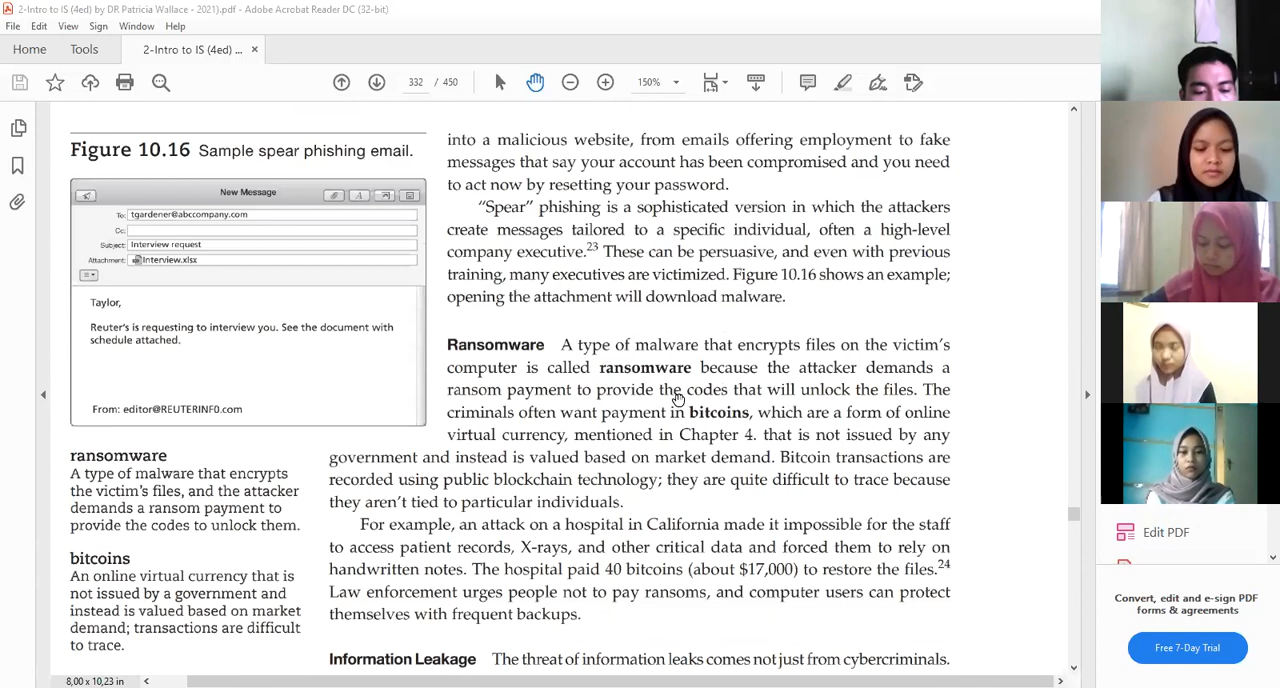 2-Intro to IS (4ed) by DR Patricia Wallace - 2021).pdf - Adobe Acrobat Reader DC (32-bit)
File Edit View Sign Window Help
Home Tools 2-Intro to IS (4ed) ... ×
332 / 450 150%
Figure 10.16 Sample spear phishing email.
New Message
To: tgardener@abccompany.com
Cc:
Subject: Interview request
Attachment: Interview.xlsx
Taylor,
Reuter's is requesting to interview you. See the document with
schedule attached.
From: editor@REUTERINF0.com
ransomware
A type of malware that encrypts
the victim's files, and the attacker
demands a ransom payment to
provide the codes to unlock them.
bitcoins
An online virtual currency that is
not issued by a government and
instead is valued based on market
demand; transactions are difficult
to trace.
into a malicious website, from emails offering employment to fake
messages that say your account has been compromised and you need
to act now by resetting your password.
“Spear” phishing is a sophisticated version in which the attackers
create messages tailored to a specific individual, often a high-level
company executive.23 These can be persuasive, and even with previous
training, many executives are victimized. Figure 10.16 shows an example;
opening the attachment will download malware.
Ransomware A type of malware that encrypts files on the victim's
computer is called ransomware because the attacker demands a
ransom payment to provide the codes that will unlock the files. The
criminals often want payment in bitcoins, which are a form of online
virtual currency, mentioned in Chapter 4. that is not issued by any
government and instead is valued based on market demand. Bitcoin transactions are
recorded using public blockchain technology; they are quite difficult to trace because
they aren't tied to particular individuals.
For example, an attack on a hospital in California made it impossible for the staff
to access patient records, X-rays, and other critical data and forced them to rely on
handwritten notes. The hospital paid 40 bitcoins (about $17,000) to restore the files.24
Law enforcement urges people not to pay ransoms, and computer users can protect
themselves with frequent backups.
Information Leakage The threat of information leaks comes not just from cybercriminals.
8,00 x 10,23 in
Edit PDF
Convert, edit and e-sign PDF
forms & agreements
Free 7-Day Trial